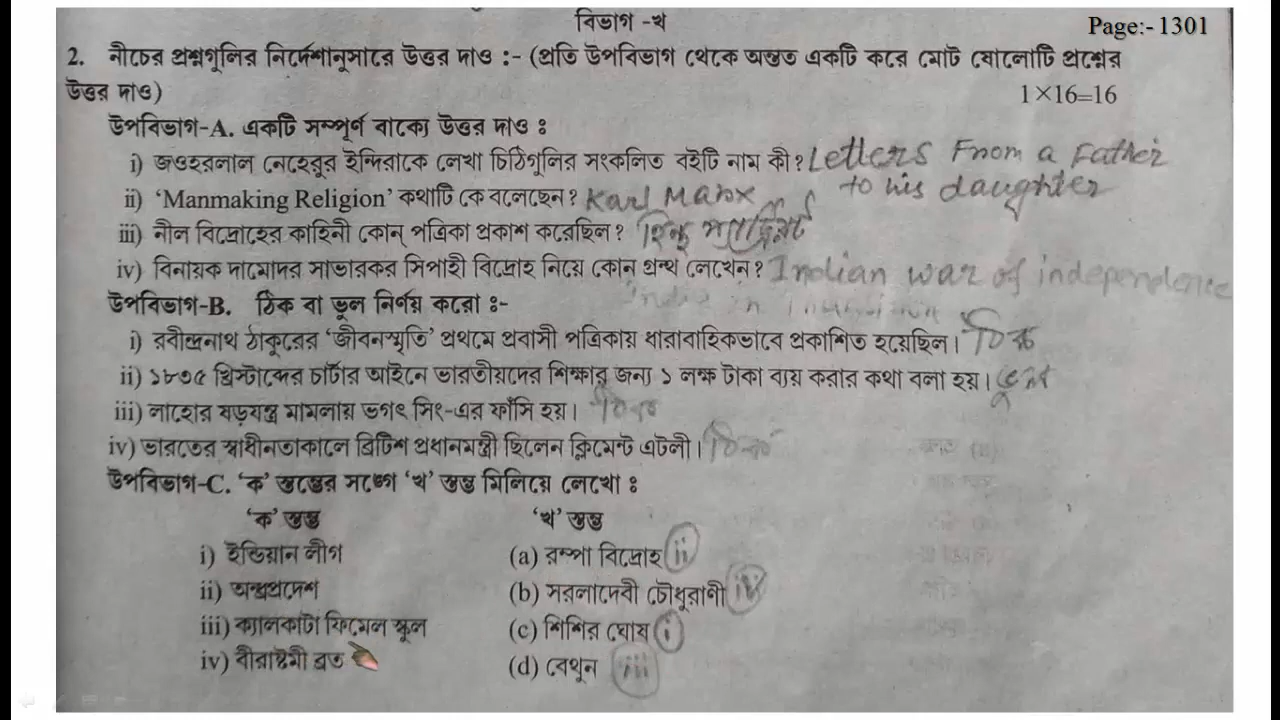 বিভাগ -খ
Page:- 1301
2. নীচের প্রশ্নগুলির নির্দেশানুসারে উত্তর দাও :- (প্রতি উপবিভাগ থেকে অন্তত একটি করে মোট ষোলোটি প্রশ্নের
উত্তর দাও) 1×16=16
উপবিভাগ-A. একটি সম্পূর্ণ বাক্যে উত্তর দাও ঃ
i) জওহরলাল নেহেরুর ইন্দিরাকে লেখা চিঠিগুলির সংকলিত বইটি নাম কী? Letters From a Father
to his daughter
ii) ‘Manmaking Religion’ কথাটি কে বলেছেন? Karl Marx
iii) নীল বিদ্রোহের কাহিনী কোন্ পত্রিকা প্রকাশ করেছিল? হিন্দু প্যাট্রিয়ট
iv) বিনায়ক দামোদর সাভারকর সিপাহী বিদ্রোহ নিয়ে কোন গ্রন্থ লেখেন? Indian war of independence
উপবিভাগ-B. ঠিক বা ভুল নির্ণয় করো ঃ-
i) রবীন্দ্রনাথ ঠাকুরের ‘জীবনস্মৃতি’ প্রথমে প্রবাসী পত্রিকায় ধারাবাহিকভাবে প্রকাশিত হয়েছিল। ঠিক
ii) ১৮৩৫ খ্রিস্টাব্দের চার্টার আইনে ভারতীয়দের শিক্ষার জন্য ১ লক্ষ টাকা ব্যয় করার কথা বলা হয়। ভুল
iii) লাহোর ষড়যন্ত্র মামলায় ভগৎ সিং-এর ফাঁসি হয়। ঠিক
iv) ভারতের স্বাধীনতাকালে ব্রিটিশ প্রধানমন্ত্রী ছিলেন ক্লিমেন্ট এটলী। ঠিক
উপবিভাগ-C. ‘ক’ স্তম্ভের সঙ্গে ‘খ’ স্তম্ভ মিলিয়ে লেখো ঃ
‘ক’ স্তম্ভ ‘খ’ স্তম্ভ
i) ইন্ডিয়ান লীগ (a) রম্পা বিদ্রোহ ii
ii) অন্ধ্রপ্রদেশ (b) সরলাদেবী চৌধুরাণী iv
iii) ক্যালকাটা ফিমেল স্কুল (c) শিশির ঘোষ i
iv) বীরাষ্টমী ব্রত (d) বেথুন iii